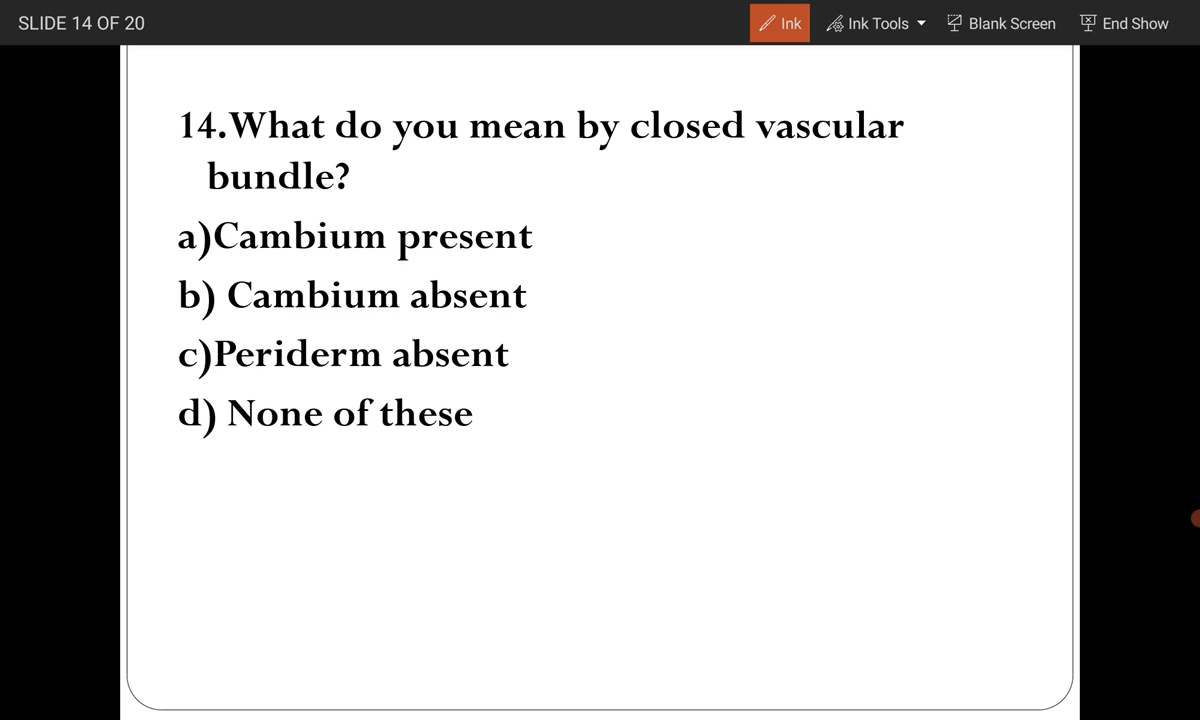 SLIDE 14 OF 20
Ink
Ink Tools
Blank Screen
End Show
14.What do you mean by closed vascular
bundle?
a)Cambium present
b) Cambium absent
c)Periderm absent
d) None of these